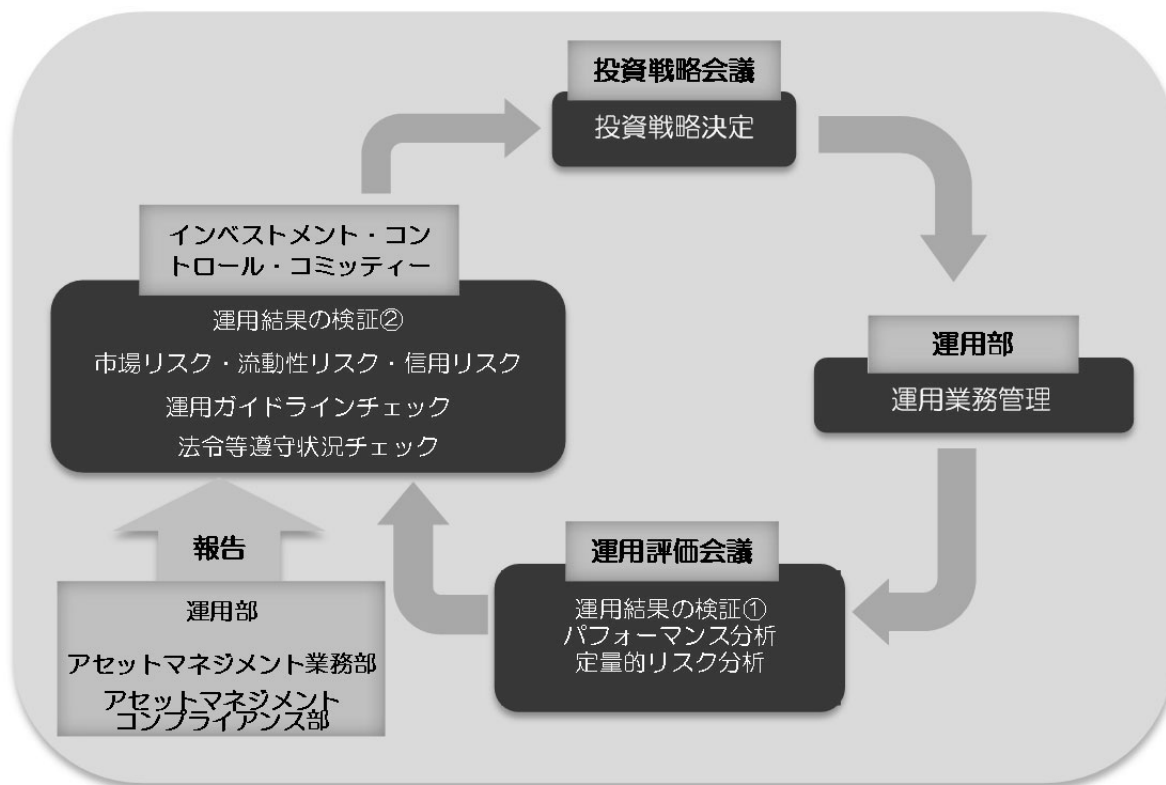 投資戦略会議
投資戦略決定
インベストメント・コン
トロール・コミッティー
運用結果の検証②
市場リスク・流動性リスク・信用リスク
運用ガイドラインチェック
法令等遵守状況チェック
運用部
運用業務管理
運用評価会議
運用結果の検証①
パフォーマンス分析
定量的リスク分析
報告
運用部
アセットマネジメント業務部
アセットマネジメント
コンプライアンス部